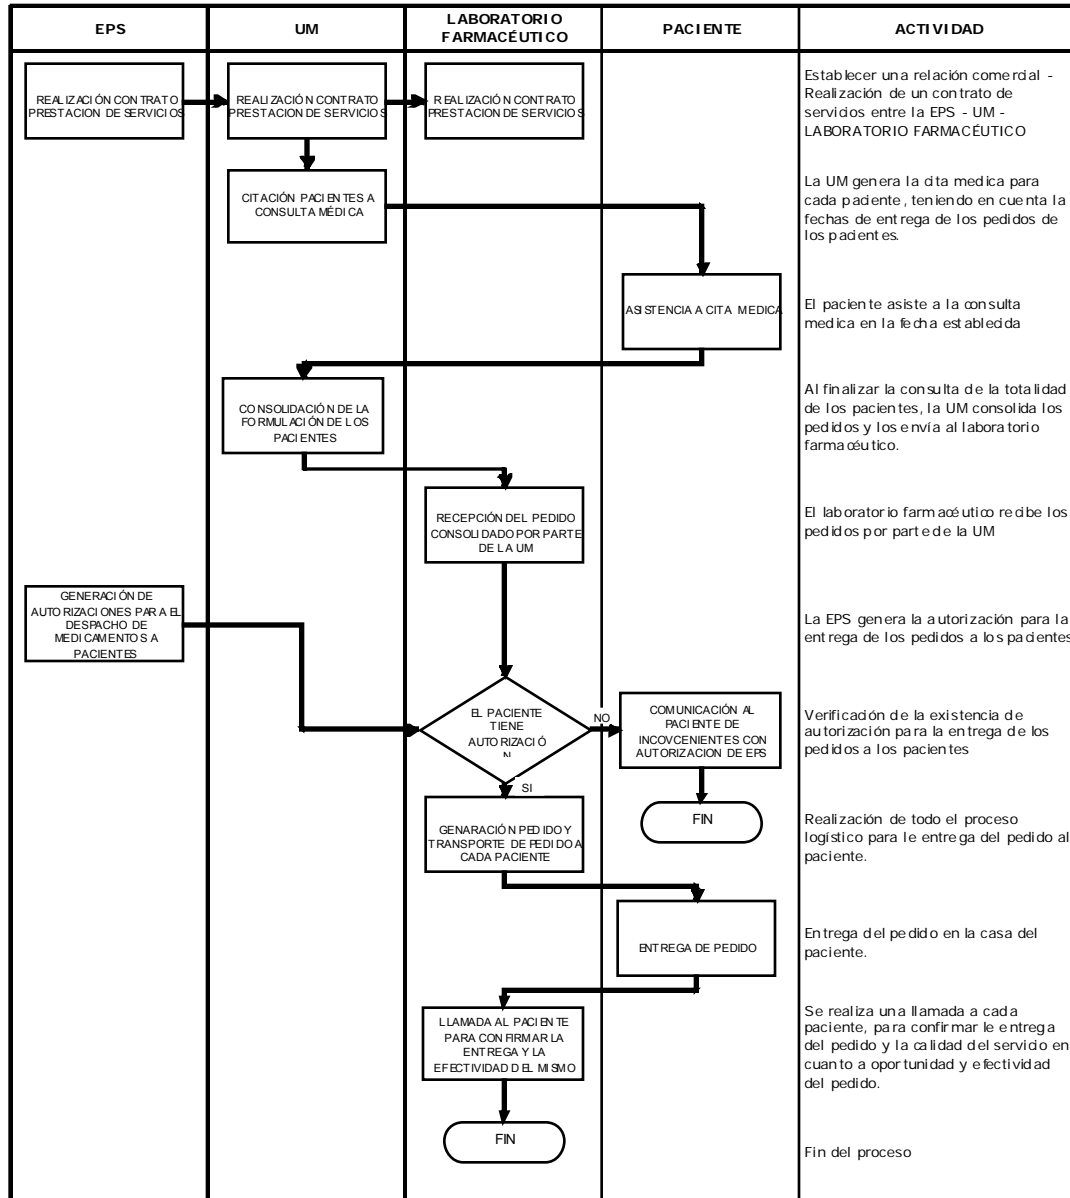 EPS
UM
LABORATORIO
FARMACÉUTICO
PACIENTE
ACTIVIDAD
REALIZACIÓN CONTRATO
PRESTACION DE SERVICIOS
REALIZACIÓN CONTRATO
PRESTACION DE SERVICIOS
REALIZACIÓN CONTRATO
PRESTACION DE SERVICIOS
Establecer una relación comercial -
Realización de un contrato de
servicios entre la EPS - UM -
LABORATORIO FARMACÉUTICO
CITACIÓN PACIENTES A
CONSULTA MÉDICA
La UM genera la cita medica para
cada paciente, teniendo en cuenta la
fechas de entrega de los pedidos de
los pacientes.
ASISTENCIA A CITA MEDICA
El paciente asiste a la consulta
medica en la fecha establecida
CONSOLIDACIÓN DE LA
FORMULACIÓN DE LOS
PACIENTES
Al finalizar la consulta de la totalidad
de los pacientes, la UM consolida los
pedidos y los envía al laboratorio
farmacéutico.
RECEPCIÓN DEL PEDIDO
CONSOLIDADO POR PARTE
DE LA UM
El laboratorio farmacéutico recibe los
pedidos por parte de la UM
GENERACIÓN DE
AUTORIZACIONES PARA EL
DESPACHO DE
MEDICAMENTOS A
PACIENTES
La EPS genera la autorización para la
entrega de los pedidos a los pacientes
EL PACIENTE
TIENE
AUTORIZACIÓ
N
NO
COMUNICACIÓN AL
PACIENTE DE
INCOVCENIENTES CON
AUTORIZACION DE EPS
Verificación de la existencia de
autorización para la entrega de los
pedidos a los pacientes
SI
FIN
GENARACIÓN PEDIDO Y
TRANSPORTE DE PEDIDO A
CADA PACIENTE
Realización de todo el proceso
logístico para le entrega del pedido al
paciente.
ENTREGA DE PEDIDO
Entrega del pedido en la casa del
paciente.
LLAMADA AL PACIENTE
PARA CONFIRMAR LA
ENTREGA Y LA
EFECTIVIDAD DEL MISMO
Se realiza una llamada a cada
paciente, para confirmar le entrega
del pedido y la calidad del servicio en
cuanto a oportunidad y efectividad
del pedido.
FIN
Fin del proceso